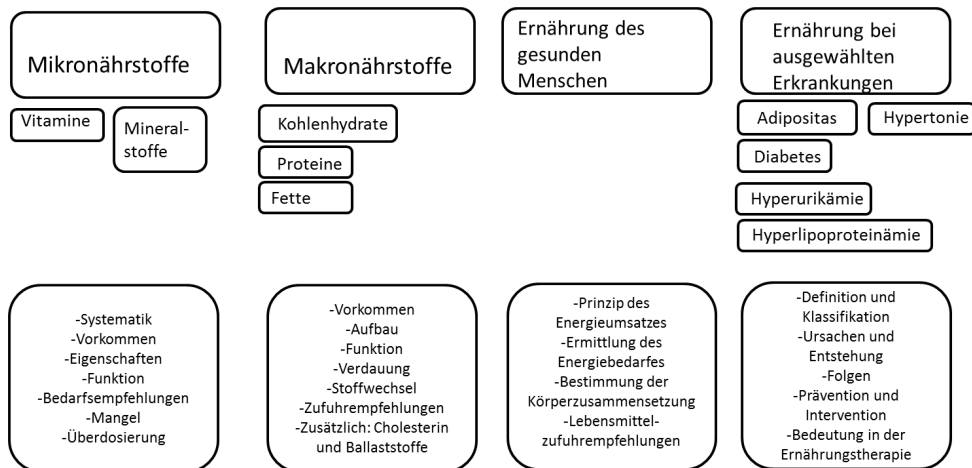 Mikronährstoffe
Vitamine
Mineral-
stoffe
Makronährstoffe
Kohlenhydrate
Proteine
Fette
Ernährung des
gesunden
Menschen
Ernährung bei
ausgewählten
Erkrankungen
Adipositas
Hypertonie
Diabetes
Hyperurikämie
Hyperlipoproteinämie
-Systematik
-Vorkommen
-Eigenschaften
-Funktion
-Bedarfsempfehlungen
-Mangel
-Überdosierung
-Vorkommen
-Aufbau
-Funktion
-Verdauung
-Stoffwechsel
-Zufuhrempfehlungen
-Zusätzlich: Cholesterin
und Ballaststoffe
-Prinzip des
Energieumsatzes
-Ermittlung des
Energiebedarfes
-Bestimmung der
Körperzusammensetzung
-Lebensmittel-
zufuhrempfehlungen
-Definition und
Klassifikation
-Ursachen und
Entstehung
-Folgen
-Prävention und
Intervention
-Bedeutung in der
Ernährungstherapie